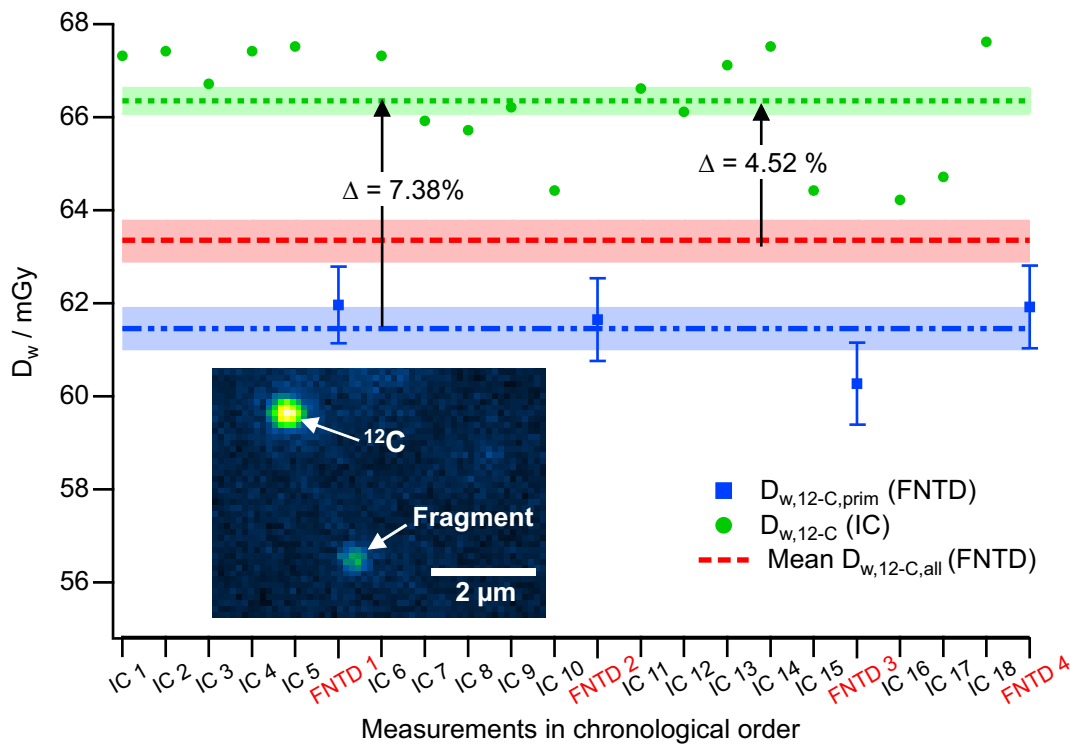 68
66
64
62
60
58
56
D_w / mGy
Δ = 7.38%
Δ = 4.52 %
¹²C
Fragment
2 µm
D_w,12-C,prim (FNTD)
D_w,12-C (IC)
Mean D_w,12-C,all (FNTD)
IC 1
IC 2
IC 3
IC 4
IC 5
FNTD 1
IC 6
IC 7
IC 8
IC 9
IC 10
FNTD 2
IC 11
IC 12
IC 13
IC 14
IC 15
FNTD 3
IC 16
IC 17
IC 18
FNTD 4
Measurements in chronological order